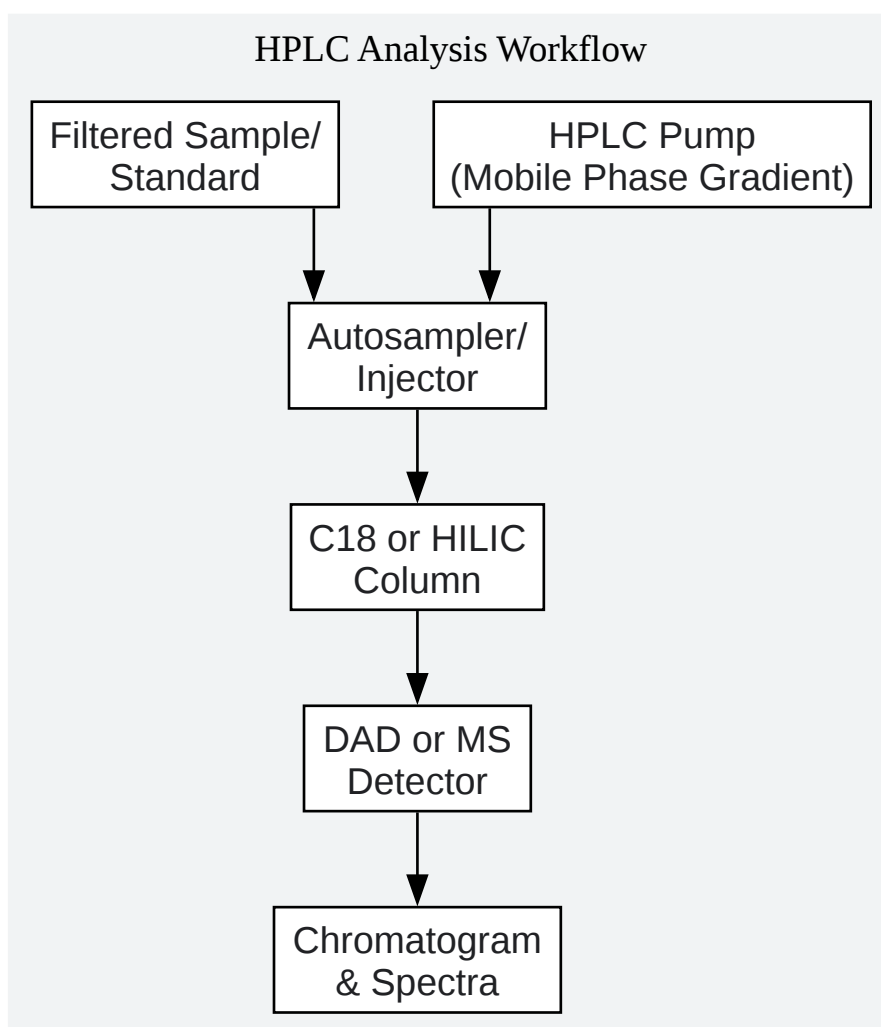 HPLC Analysis Workflow
Filtered Sample/
Standard
HPLC Pump
(Mobile Phase Gradient)
Autosampler/
Injector
C18 or HILIC
Column
DAD or MS
Detector
Chromatogram
& Spectra